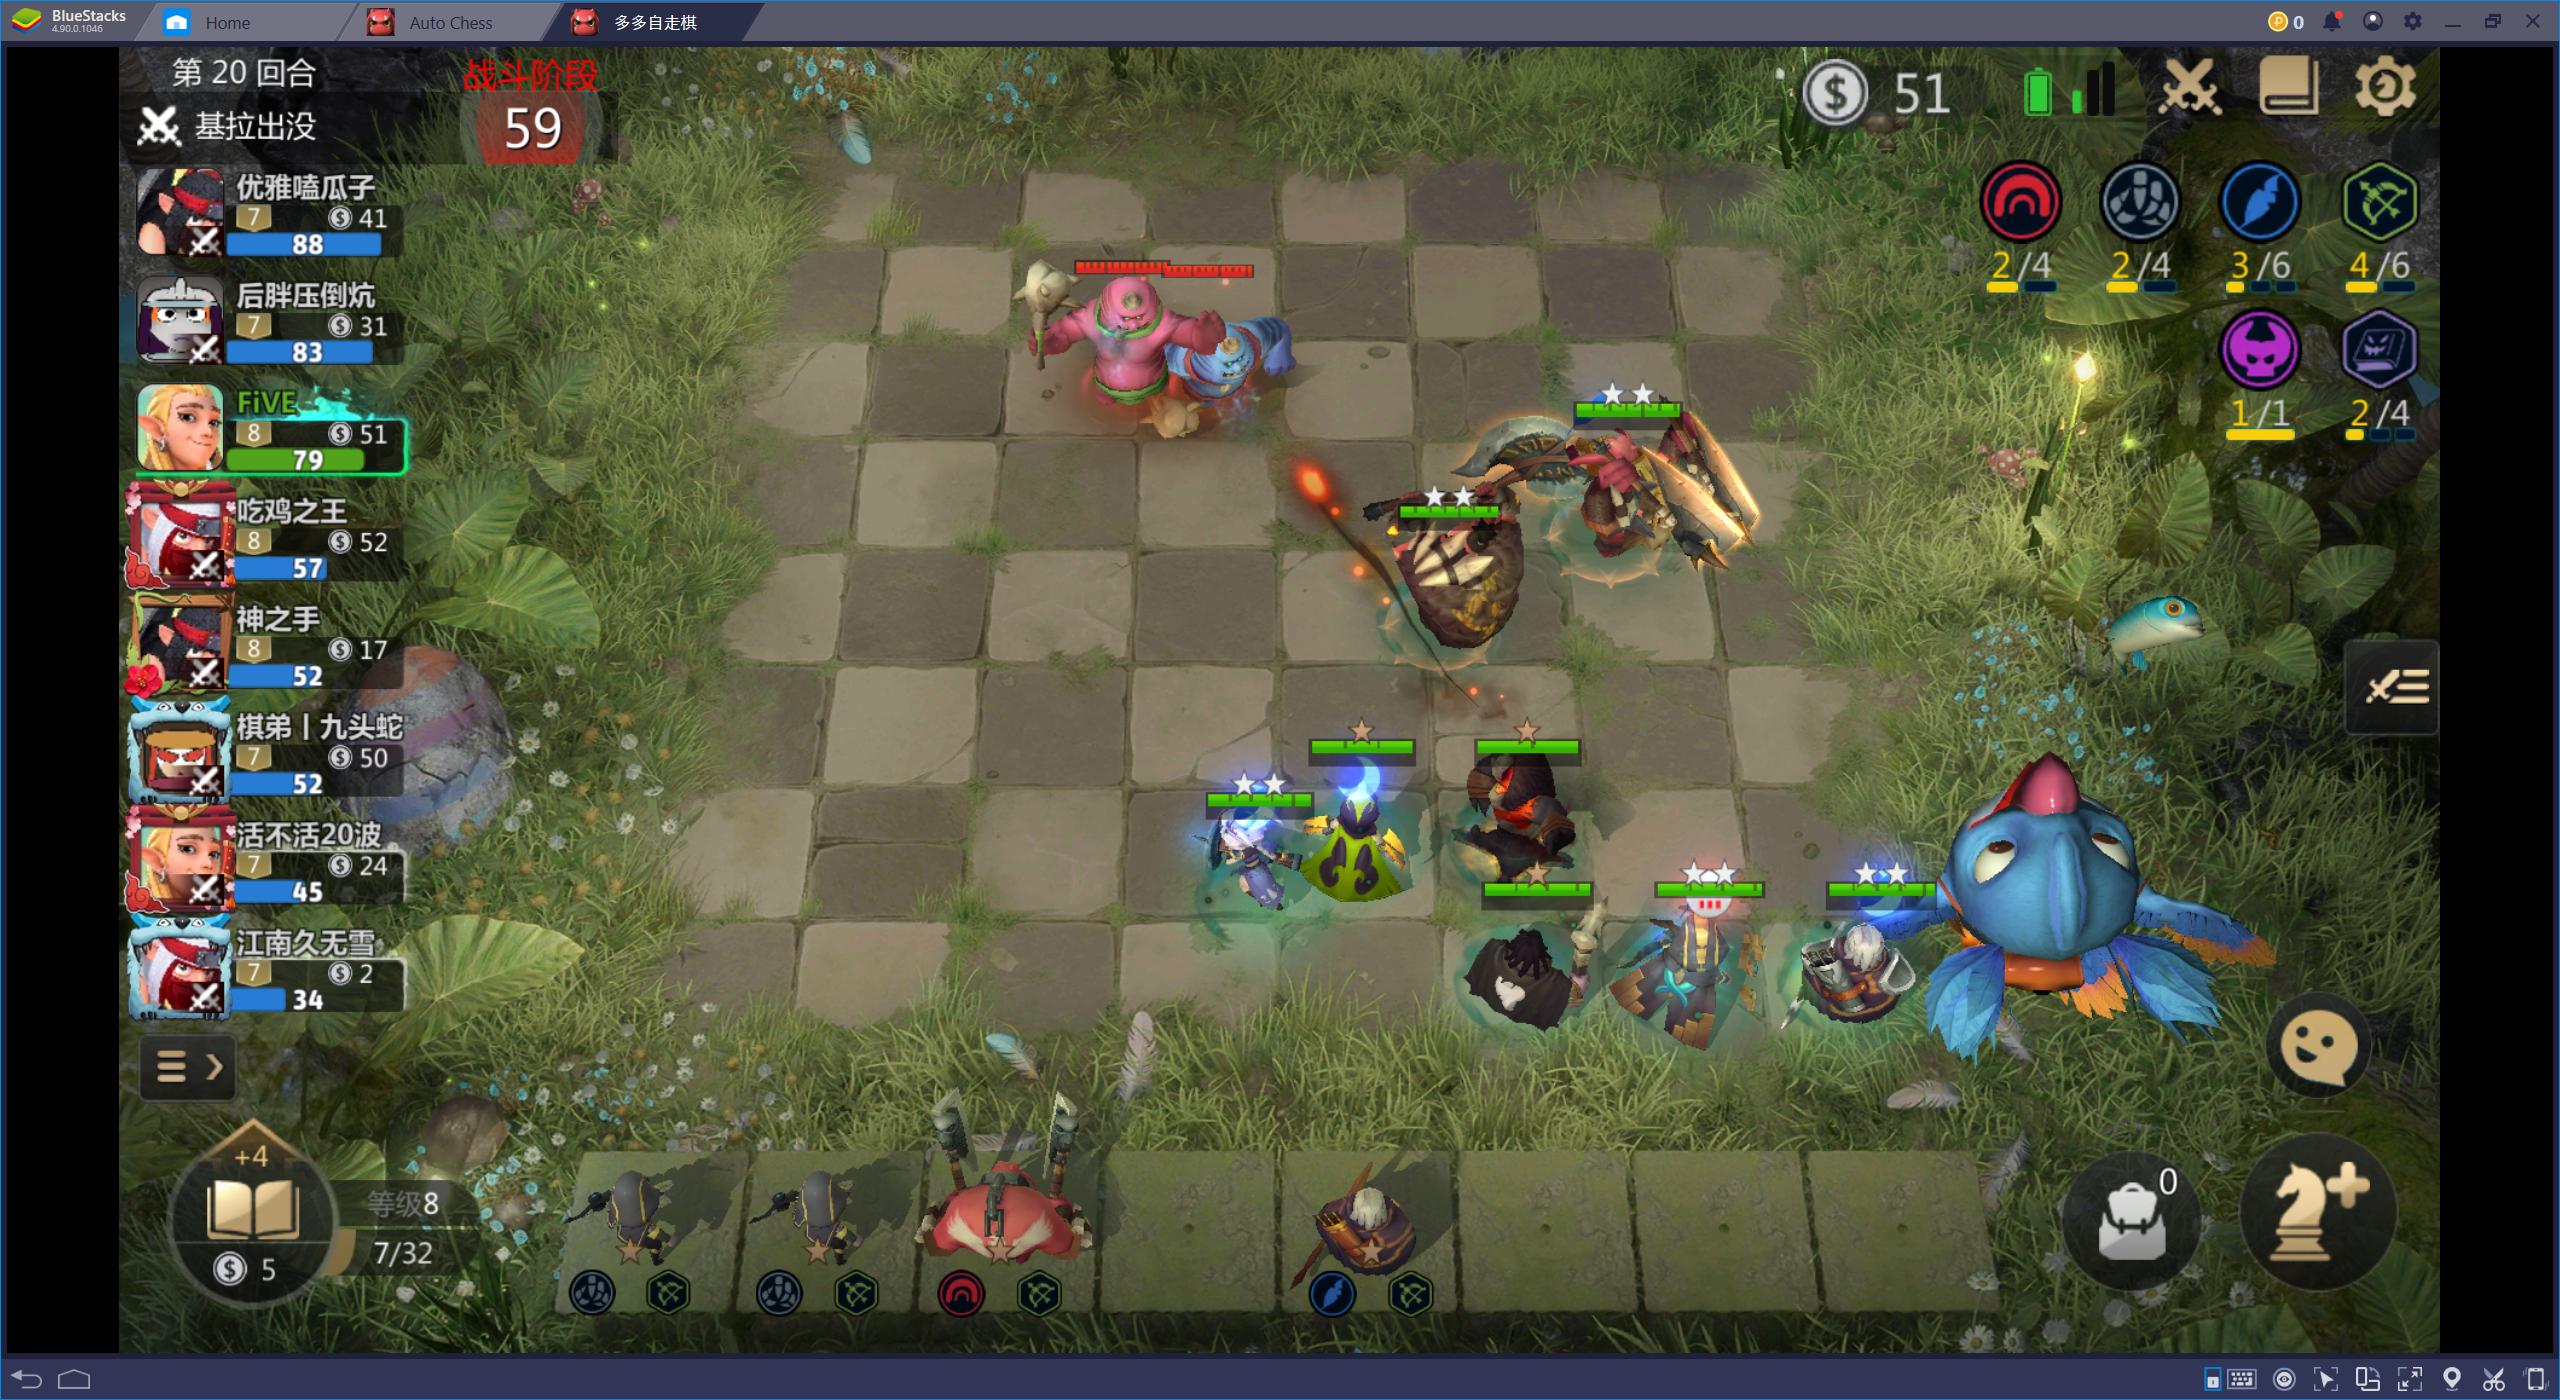 BlueStacks
4.90.0.1046
Home
Auto Chess
多多自走棋
0
第 20 回合
战斗阶段
基拉出没
59
51
优雅嗑瓜子
7
41
88
后胖压倒炕
7
31
83
FiVE
8
51
79
吃鸡之王
8
52
57
神之手
8
17
52
棋弟丨九头蛇
7
50
52
活不活20波
7
24
45
江南久无雪
7
2
34
2/4
2/4
3/6
4/6
1/1
2/4
+4
等级8
7/32
5
0